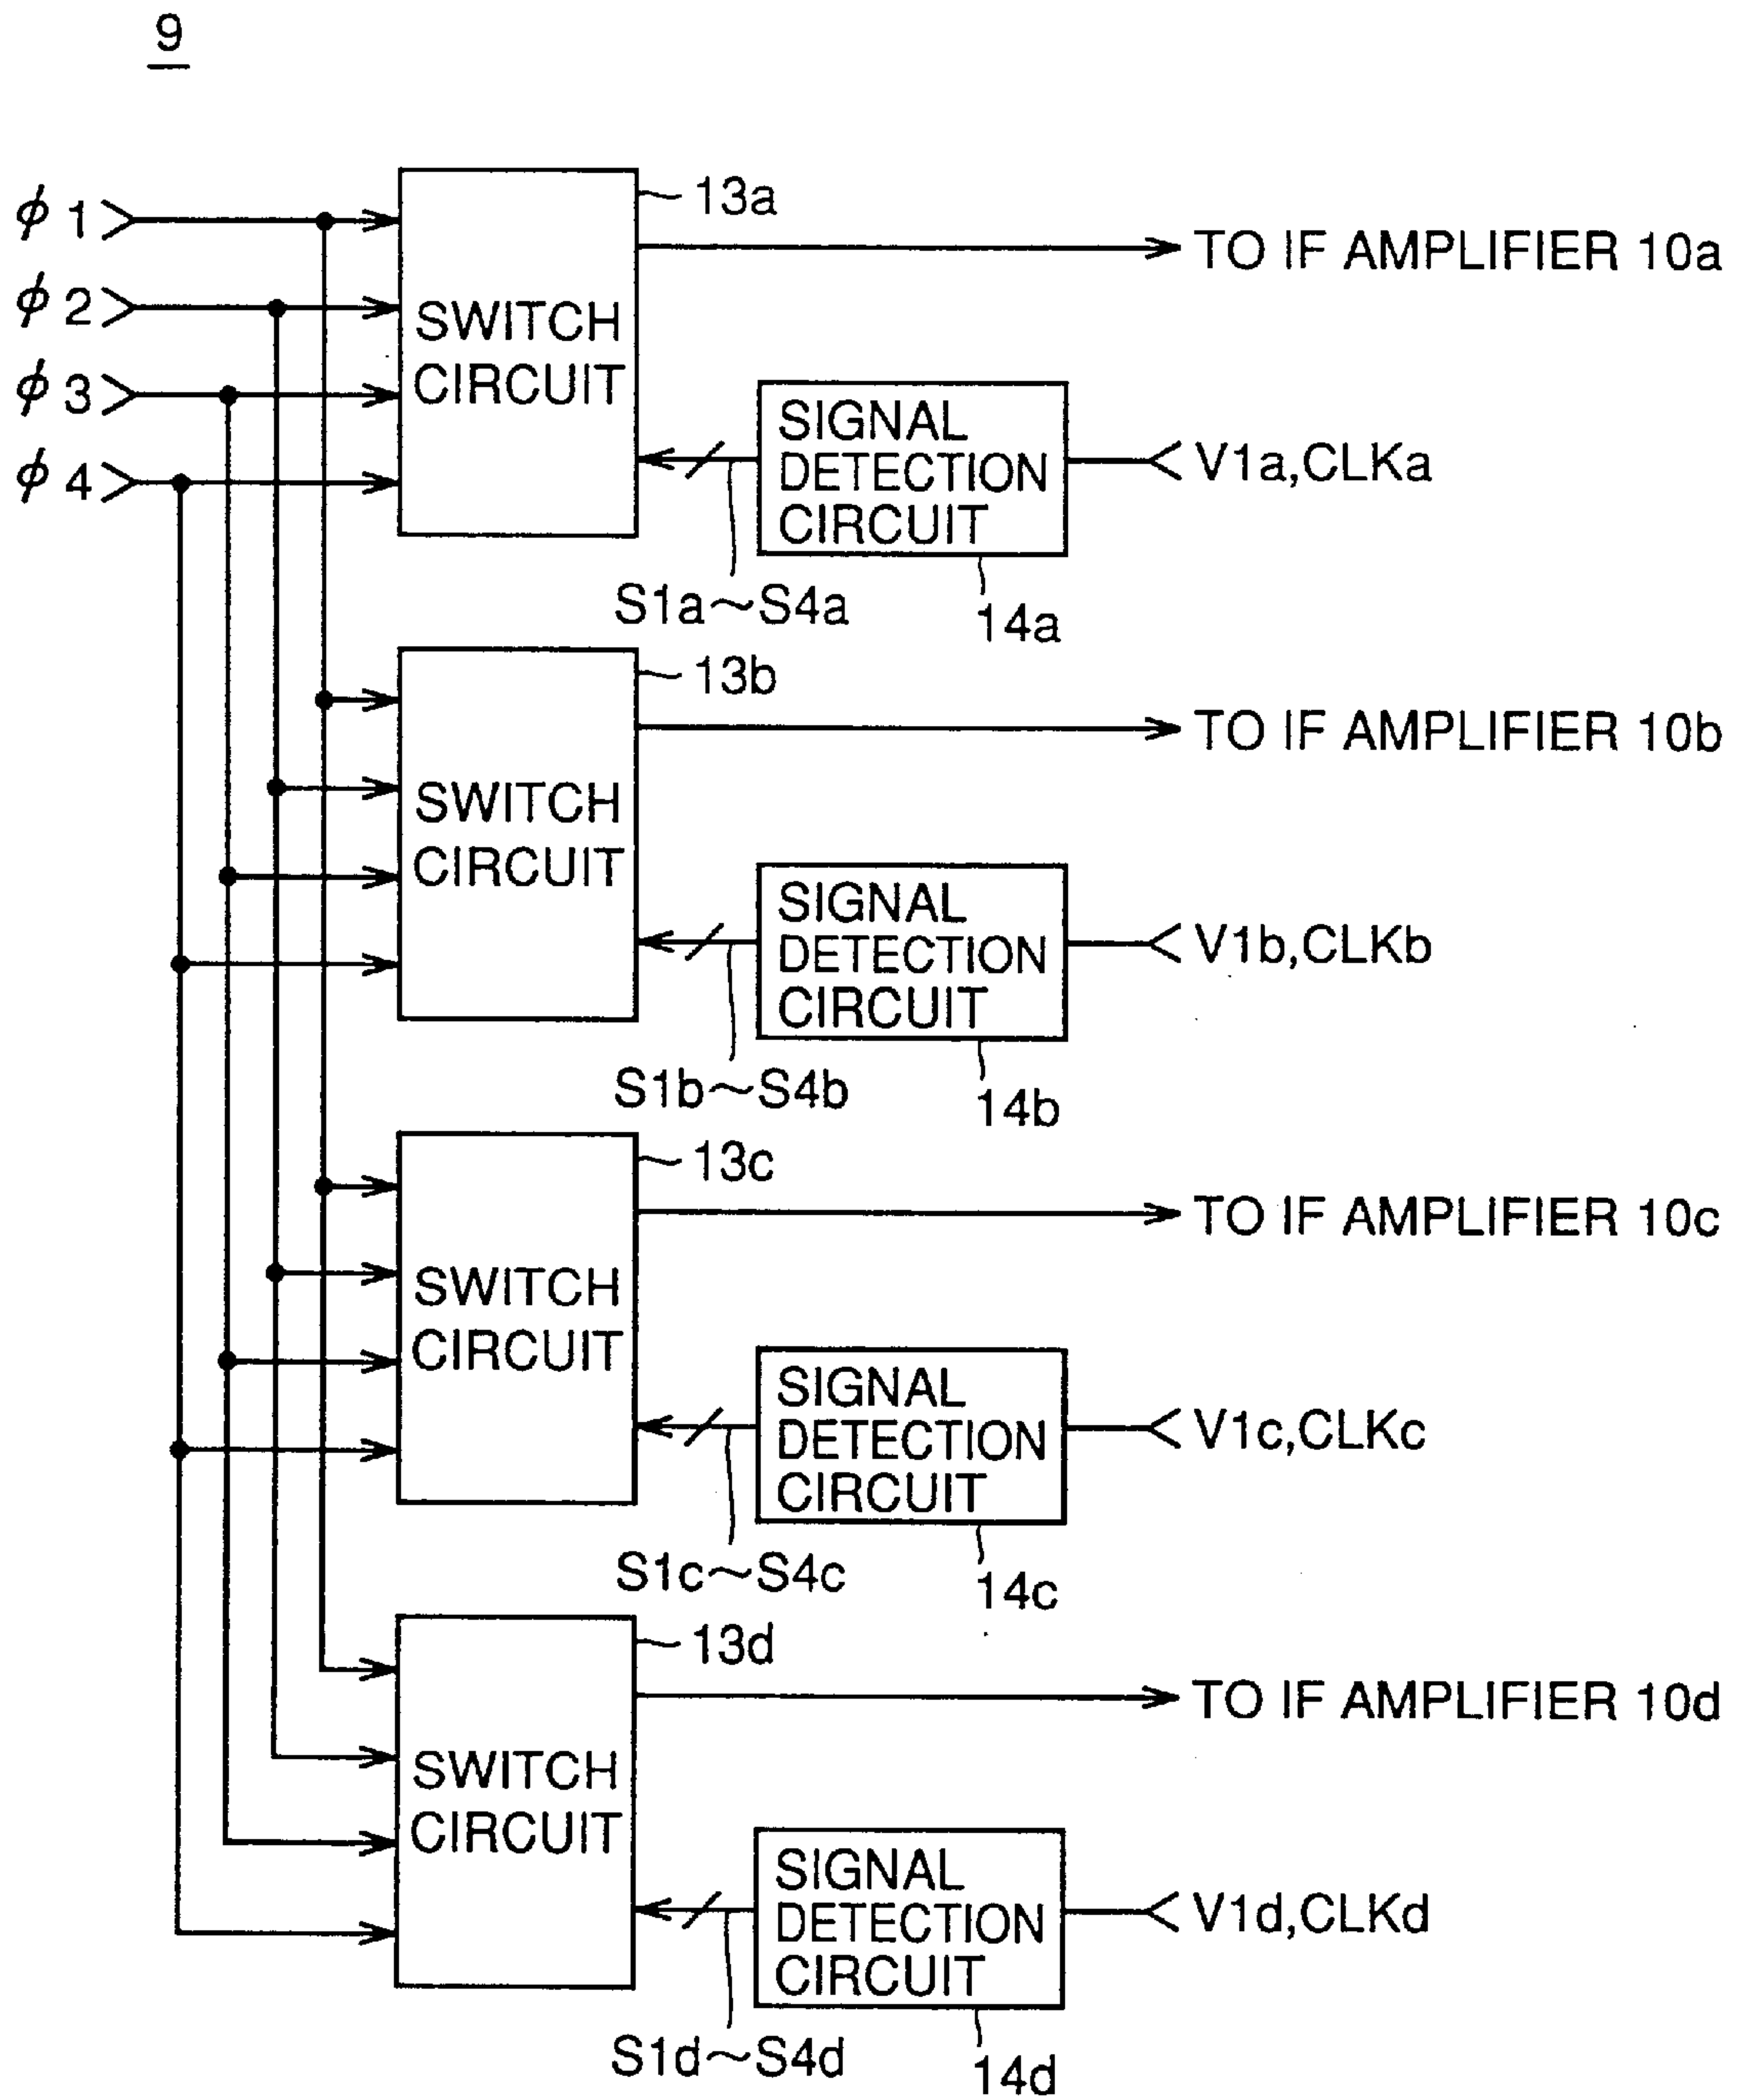 9
ϕ1
ϕ2
ϕ3
ϕ4
SWITCH
CIRCUIT
13a
TO IF AMPLIFIER 10a
SIGNAL
DETECTION
CIRCUIT
V1a,CLKa
S1a~S4a
14a
SWITCH
CIRCUIT
13b
TO IF AMPLIFIER 10b
SIGNAL
DETECTION
CIRCUIT
V1b,CLKb
S1b~S4b
14b
SWITCH
CIRCUIT
13c
TO IF AMPLIFIER 10c
SIGNAL
DETECTION
CIRCUIT
V1c,CLKc
S1c~S4c
14c
SWITCH
CIRCUIT
13d
TO IF AMPLIFIER 10d
SIGNAL
DETECTION
CIRCUIT
V1d,CLKd
S1d~S4d
14d